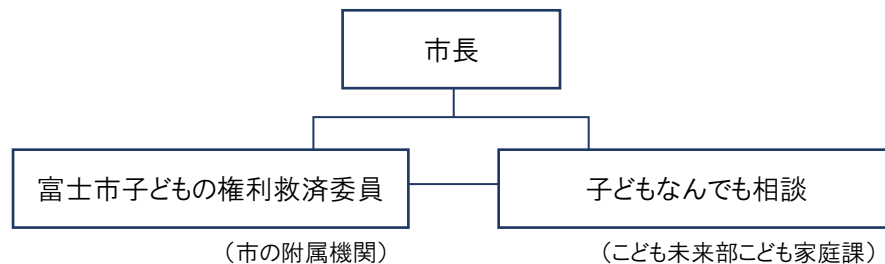 市長
富士市子どもの権利救済委員
子どもなんでも相談
（市の附属機関）
（こども未来部こども家庭課）